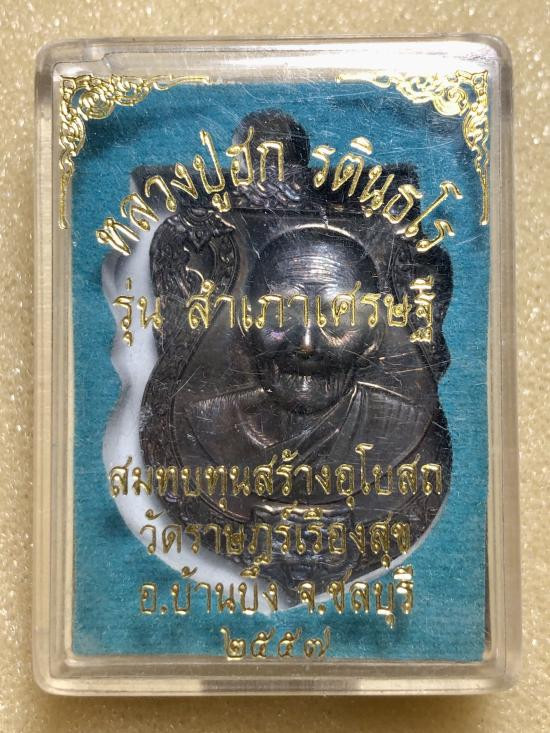 หลวงปู่ฮก รตินฺธโร
รุ่น สำเภาเศรษฐี
สมทบทุนสร้างอุโบสถ
วัดราษฎร์เรืองสุข
อ.บ้านบึง จ.ชลบุรี
๒๕๕๗